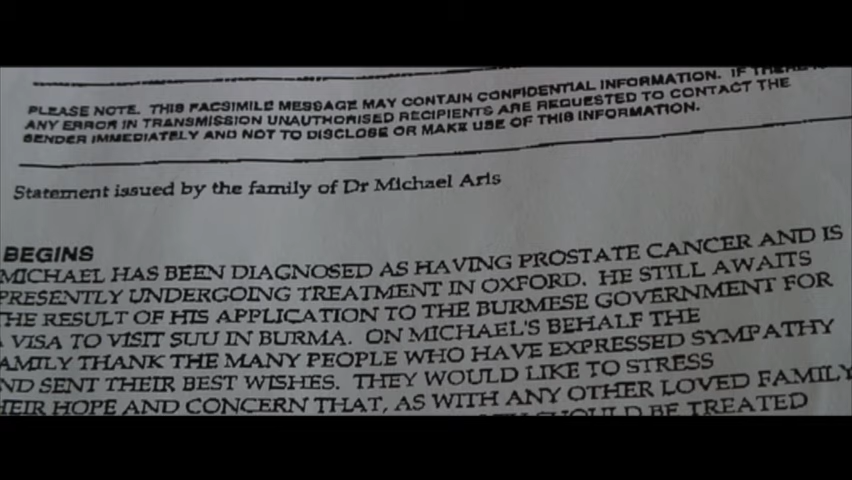 PLEASE NOTE. THIS FACSIMILE MESSAGE MAY CONTAIN CONFIDENTIAL INFORMATION. IF THERE
ANY ERROR IN TRANSMISSION UNAUTHORISED RECIPIENTS ARE REQUESTED TO CONTACT THE
SENDER IMMEDIATELY AND NOT TO DISCLOSE OR MAKE USE OF THIS INFORMATION.
Statement issued by the family of Dr Michael Aris
BEGINS
MICHAEL HAS BEEN DIAGNOSED AS HAVING PROSTATE CANCER AND IS
PRESENTLY UNDERGOING TREATMENT IN OXFORD. HE STILL AWAITS
THE RESULT OF HIS APPLICATION TO THE BURMESE GOVERNMENT FOR
A VISA TO VISIT SUU IN BURMA. ON MICHAEL'S BEHALF THE
AMILY THANK THE MANY PEOPLE WHO HAVE EXPRESSED SYMPATHY
ND SENT THEIR BEST WISHES. THEY WOULD LIKE TO STRESS
HEIR HOPE AND CONCERN THAT, AS WITH ANY OTHER LOVED FAMILY
SHOULD BE TREATED